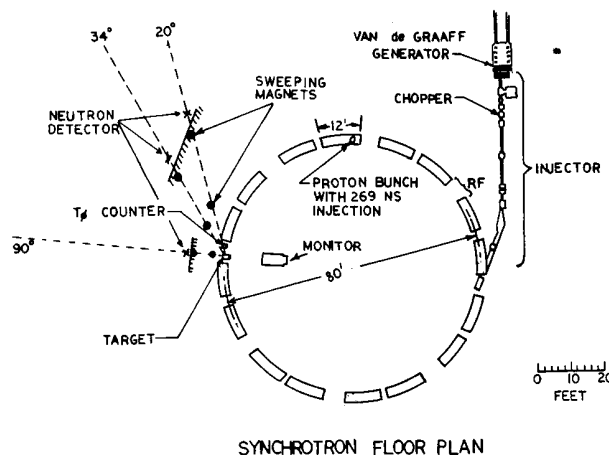 34°
20°
VAN de GRAAFF
GENERATOR
SWEEPING
MAGNETS
CHOPPER
NEUTRON
DETECTOR
12'
INJECTOR
PROTON BUNCH
WITH 269 NS
INJECTION
RF
Tø COUNTER
90°
MONITOR
80'
TARGET
0 10 20
FEET
SYNCHROTRON FLOOR PLAN